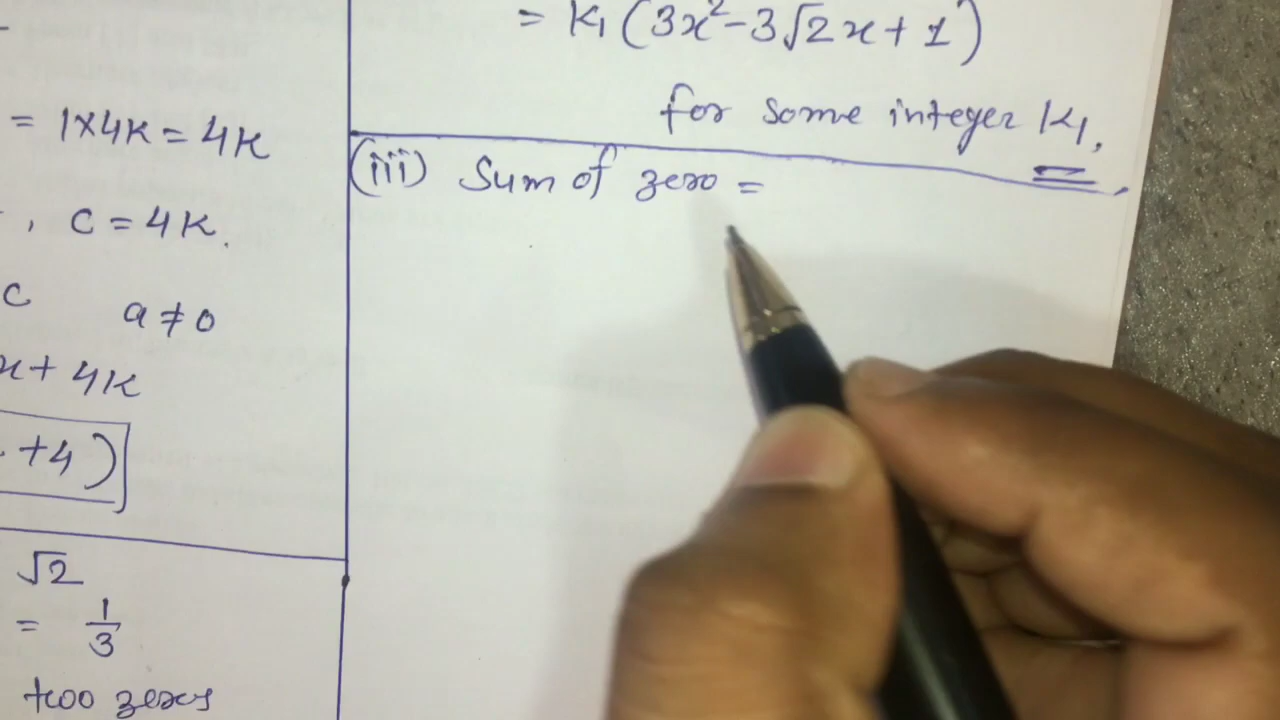 = 1×4K = 4K
, C = 4K.
C a ≠ 0
x + 4K
+4)
√2
= 1/3
two zeros
= K₁(3x² - 3√2x + 1)
for some integer K₁.
(iii) Sum of zero =